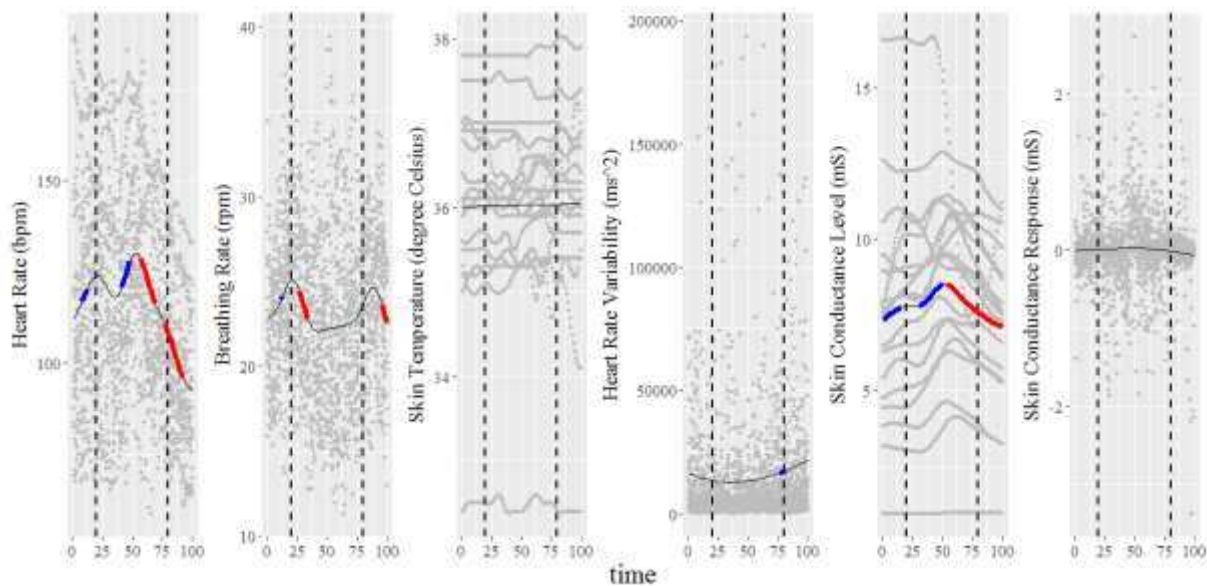 Heart Rate (bpm)
150
100
0 25 50 75 100
Breathing Rate (rpm)
40
30
20
10
0 25 50 75 100
Skin Temperature (degree Celsius)
38
36
34
0 25 50 75 100
Heart Rate Variability (ms^2)
200000
150000
100000
50000
0
0 25 50 75 100
Skin Conductance Level (mS)
15
10
5
0 25 50 75 100
Skin Conductance Response (mS)
2
0
-2
0 25 50 75 100
time